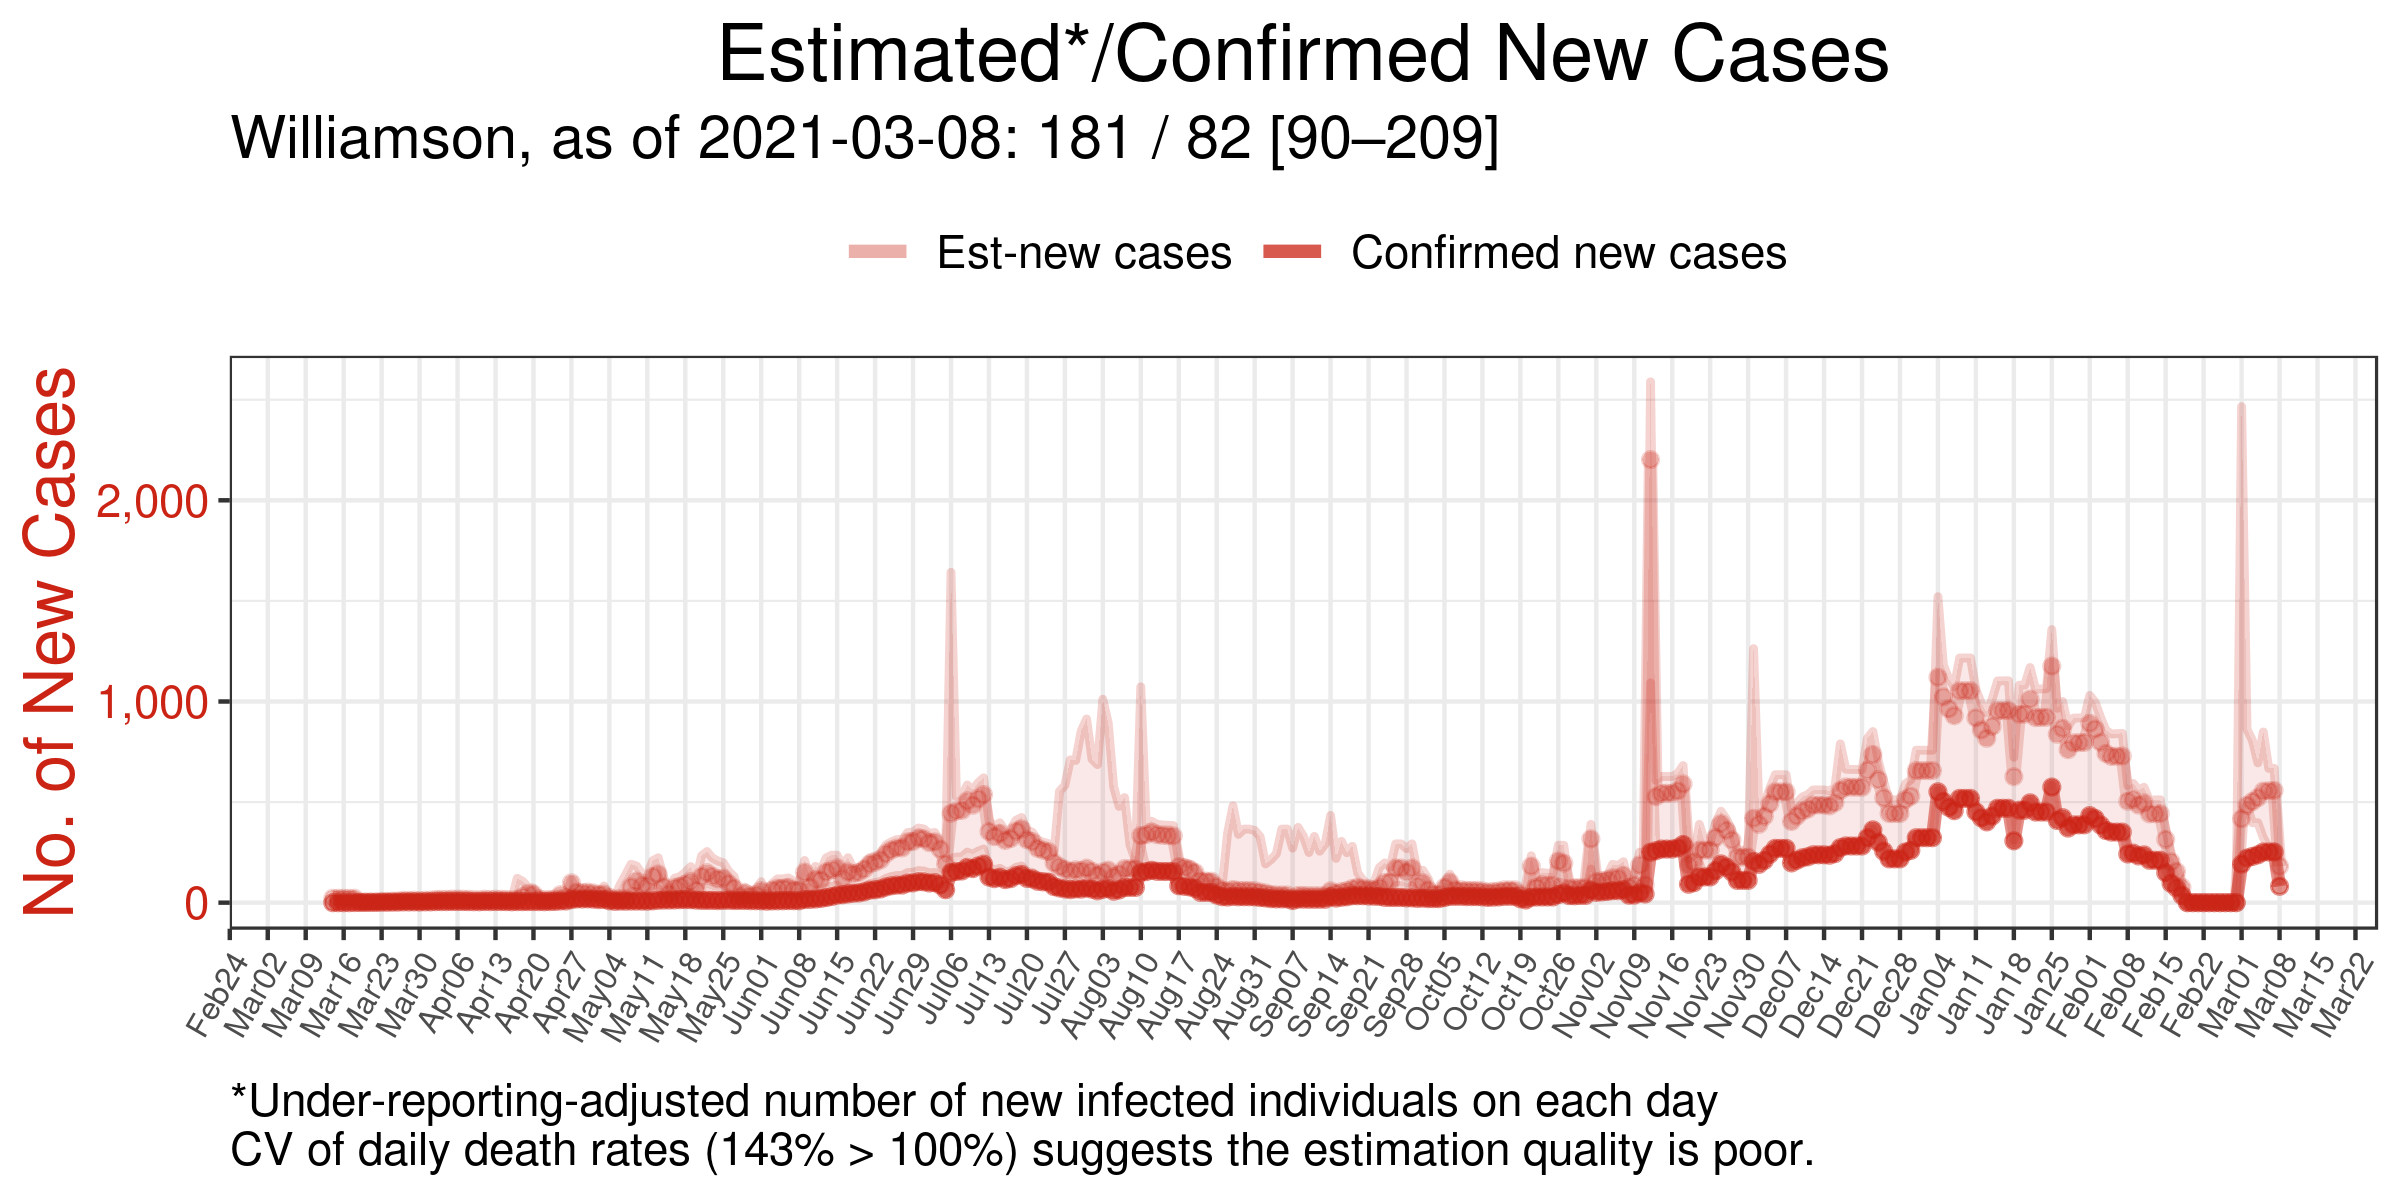 Estimated*/Confirmed New Cases
Williamson, as of 2021-03-08: 181 / 82 [90–209]
Est-new cases
Confirmed new cases
No. of New Cases
2,000
1,000
0
Feb24
Mar02
Mar09
Mar16
Mar23
Mar30
Apr06
Apr13
Apr20
Apr27
May04
May11
May18
May25
Jun01
Jun08
Jun15
Jun22
Jun29
Jul06
Jul13
Jul20
Jul27
Aug03
Aug10
Aug17
Aug24
Aug31
Sep07
Sep14
Sep21
Sep28
Oct05
Oct12
Oct19
Oct26
Nov02
Nov09
Nov16
Nov23
Nov30
Dec07
Dec14
Dec21
Dec28
Jan04
Jan11
Jan18
Jan25
Feb01
Feb08
Feb15
Feb22
Mar01
Mar08
Mar15
Mar22
*Under-reporting-adjusted number of new infected individuals on each day
CV of daily death rates (143% > 100%) suggests the estimation quality is poor.